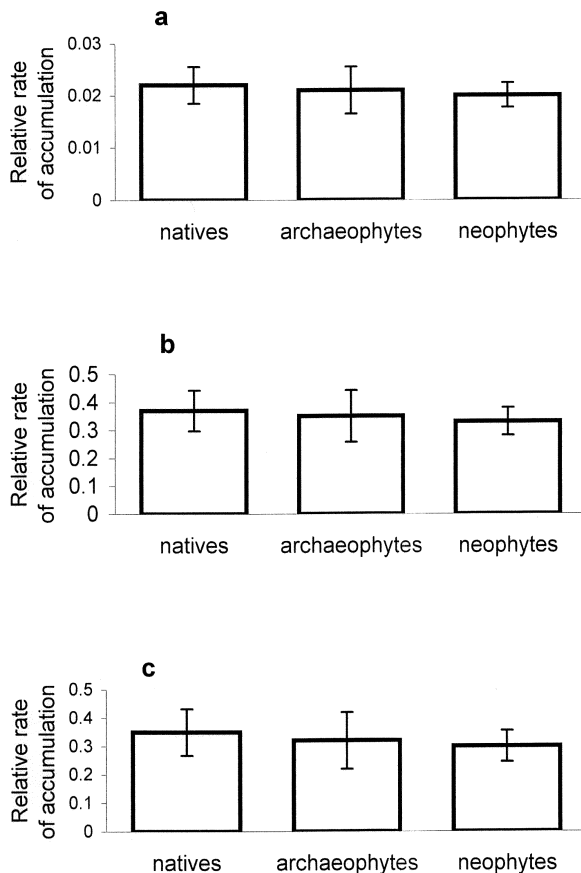 a
Relative rate
of accumulation
0.03
0.02
0.01
0
natives archaeophytes neophytes
b
Relative rate
of accumulation
0.5
0.4
0.3
0.2
0.1
0
natives archaeophytes neophytes
c
Relative rate
of accumulation
0.5
0.4
0.3
0.2
0.1
0
natives archaeophytes neophytes